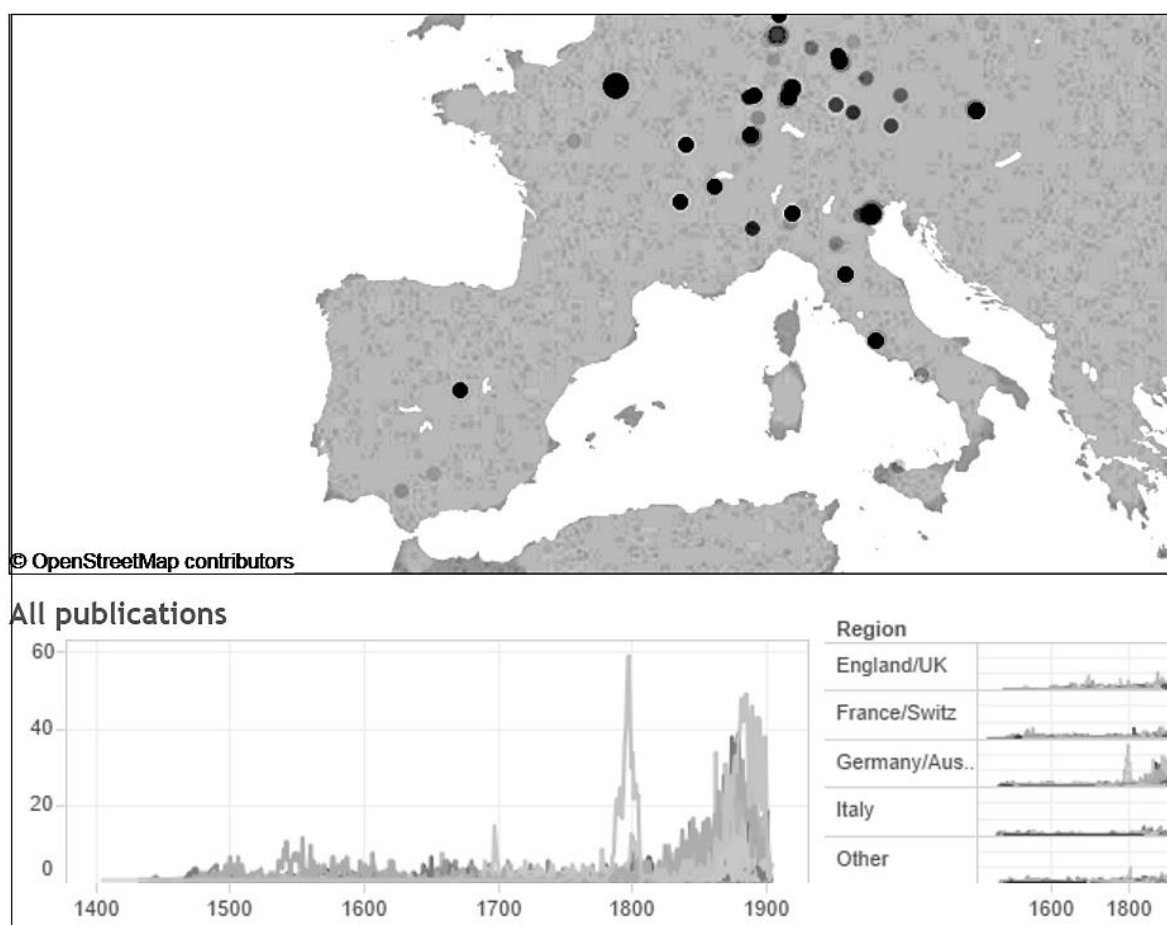 © OpenStreetMap contributors
All publications
60
40
20
0
1400 1500 1600 1700 1800 1900
Region
England/UK
France/Switz
Germany/Aus..
Italy
Other
1600 1800